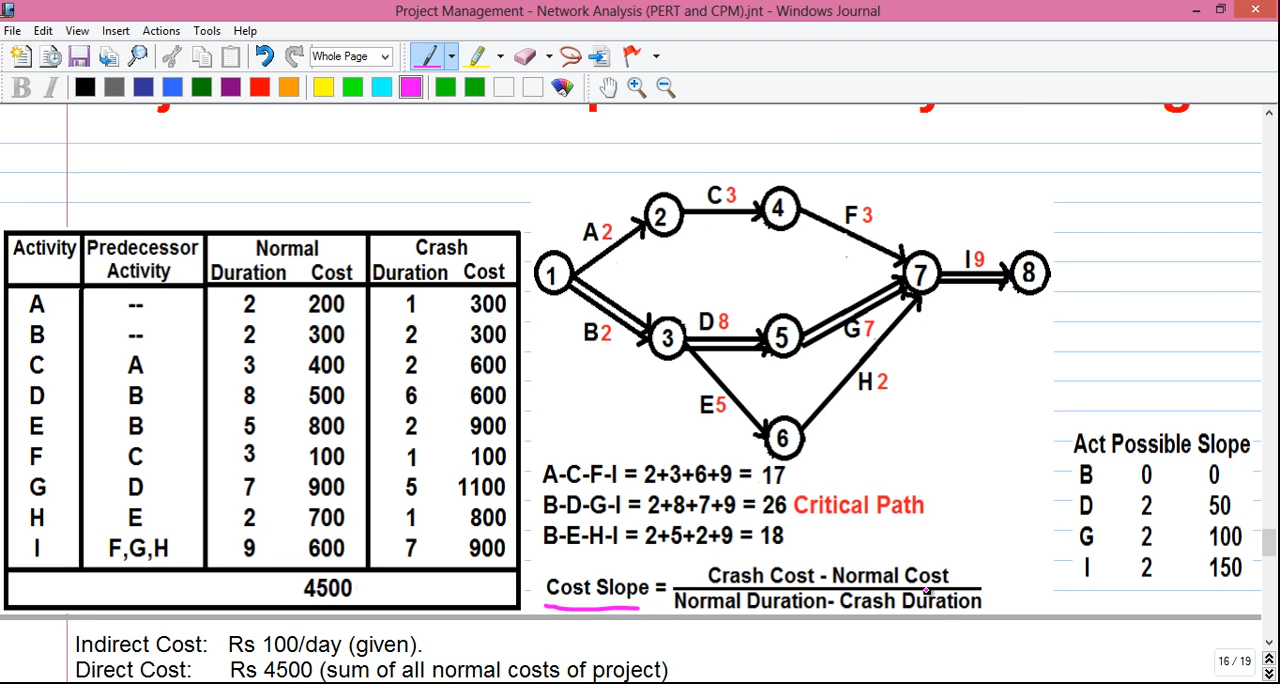 Project Management - Network Analysis (PERT and CPM).jnt - Windows Journal
File Edit View Insert Actions Tools Help
Whole Page
B I
Activity Predecessor Activity Normal Duration Cost Crash Duration Cost
A -- 2 200 1 300
B -- 2 300 2 300
C A 3 400 2 600
D B 8 500 6 600
E B 5 800 2 900
F C 3 100 1 100
G D 7 900 5 1100
H E 2 700 1 800
I F,G,H 9 600 7 900
4500
1
2
3
4
5
6
7
8
A 2
B 2
C 3
D 8
E 5
F 3
G 7
H 2
I 9
A-C-F-I = 2+3+6+9 = 17
B-D-G-I = 2+8+7+9 = 26 Critical Path
B-E-H-I = 2+5+2+9 = 18
Cost Slope = Crash Cost - Normal Cost
Normal Duration- Crash Duration
Act Possible Slope
B 0 0
D 2 50
G 2 100
I 2 150
Indirect Cost: Rs 100/day (given).
Direct Cost: Rs 4500 (sum of all normal costs of project)
16 / 19